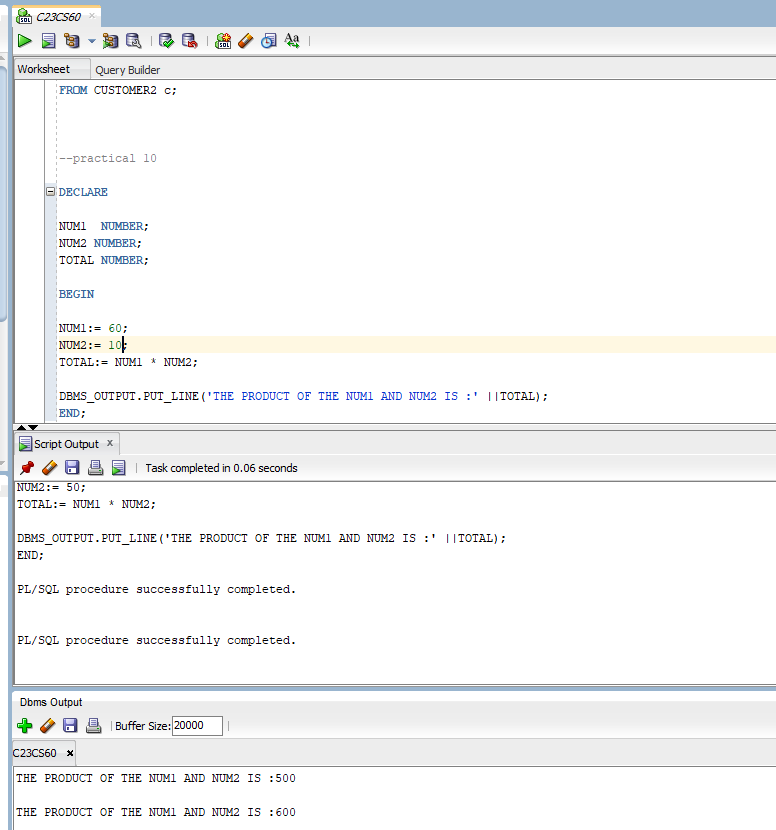 C23CS60
Worksheet Query Builder
FROM CUSTOMER2 c;
--practical 10
DECLARE
NUM1  NUMBER;
NUM2 NUMBER;
TOTAL NUMBER;
BEGIN
NUM1:= 60;
NUM2:= 10;
TOTAL:= NUM1 * NUM2;
DBMS_OUTPUT.PUT_LINE('THE PRODUCT OF THE NUM1 AND NUM2 IS :' ||TOTAL);
END;
Script Output x
Task completed in 0.06 seconds
NUM2:= 50;
TOTAL:= NUM1 * NUM2;
DBMS_OUTPUT.PUT_LINE('THE PRODUCT OF THE NUM1 AND NUM2 IS :' ||TOTAL);
END;
PL/SQL procedure successfully completed.
PL/SQL procedure successfully completed.
Dbms Output
Buffer Size: 20000
C23CS60 x
THE PRODUCT OF THE NUM1 AND NUM2 IS :500
THE PRODUCT OF THE NUM1 AND NUM2 IS :600